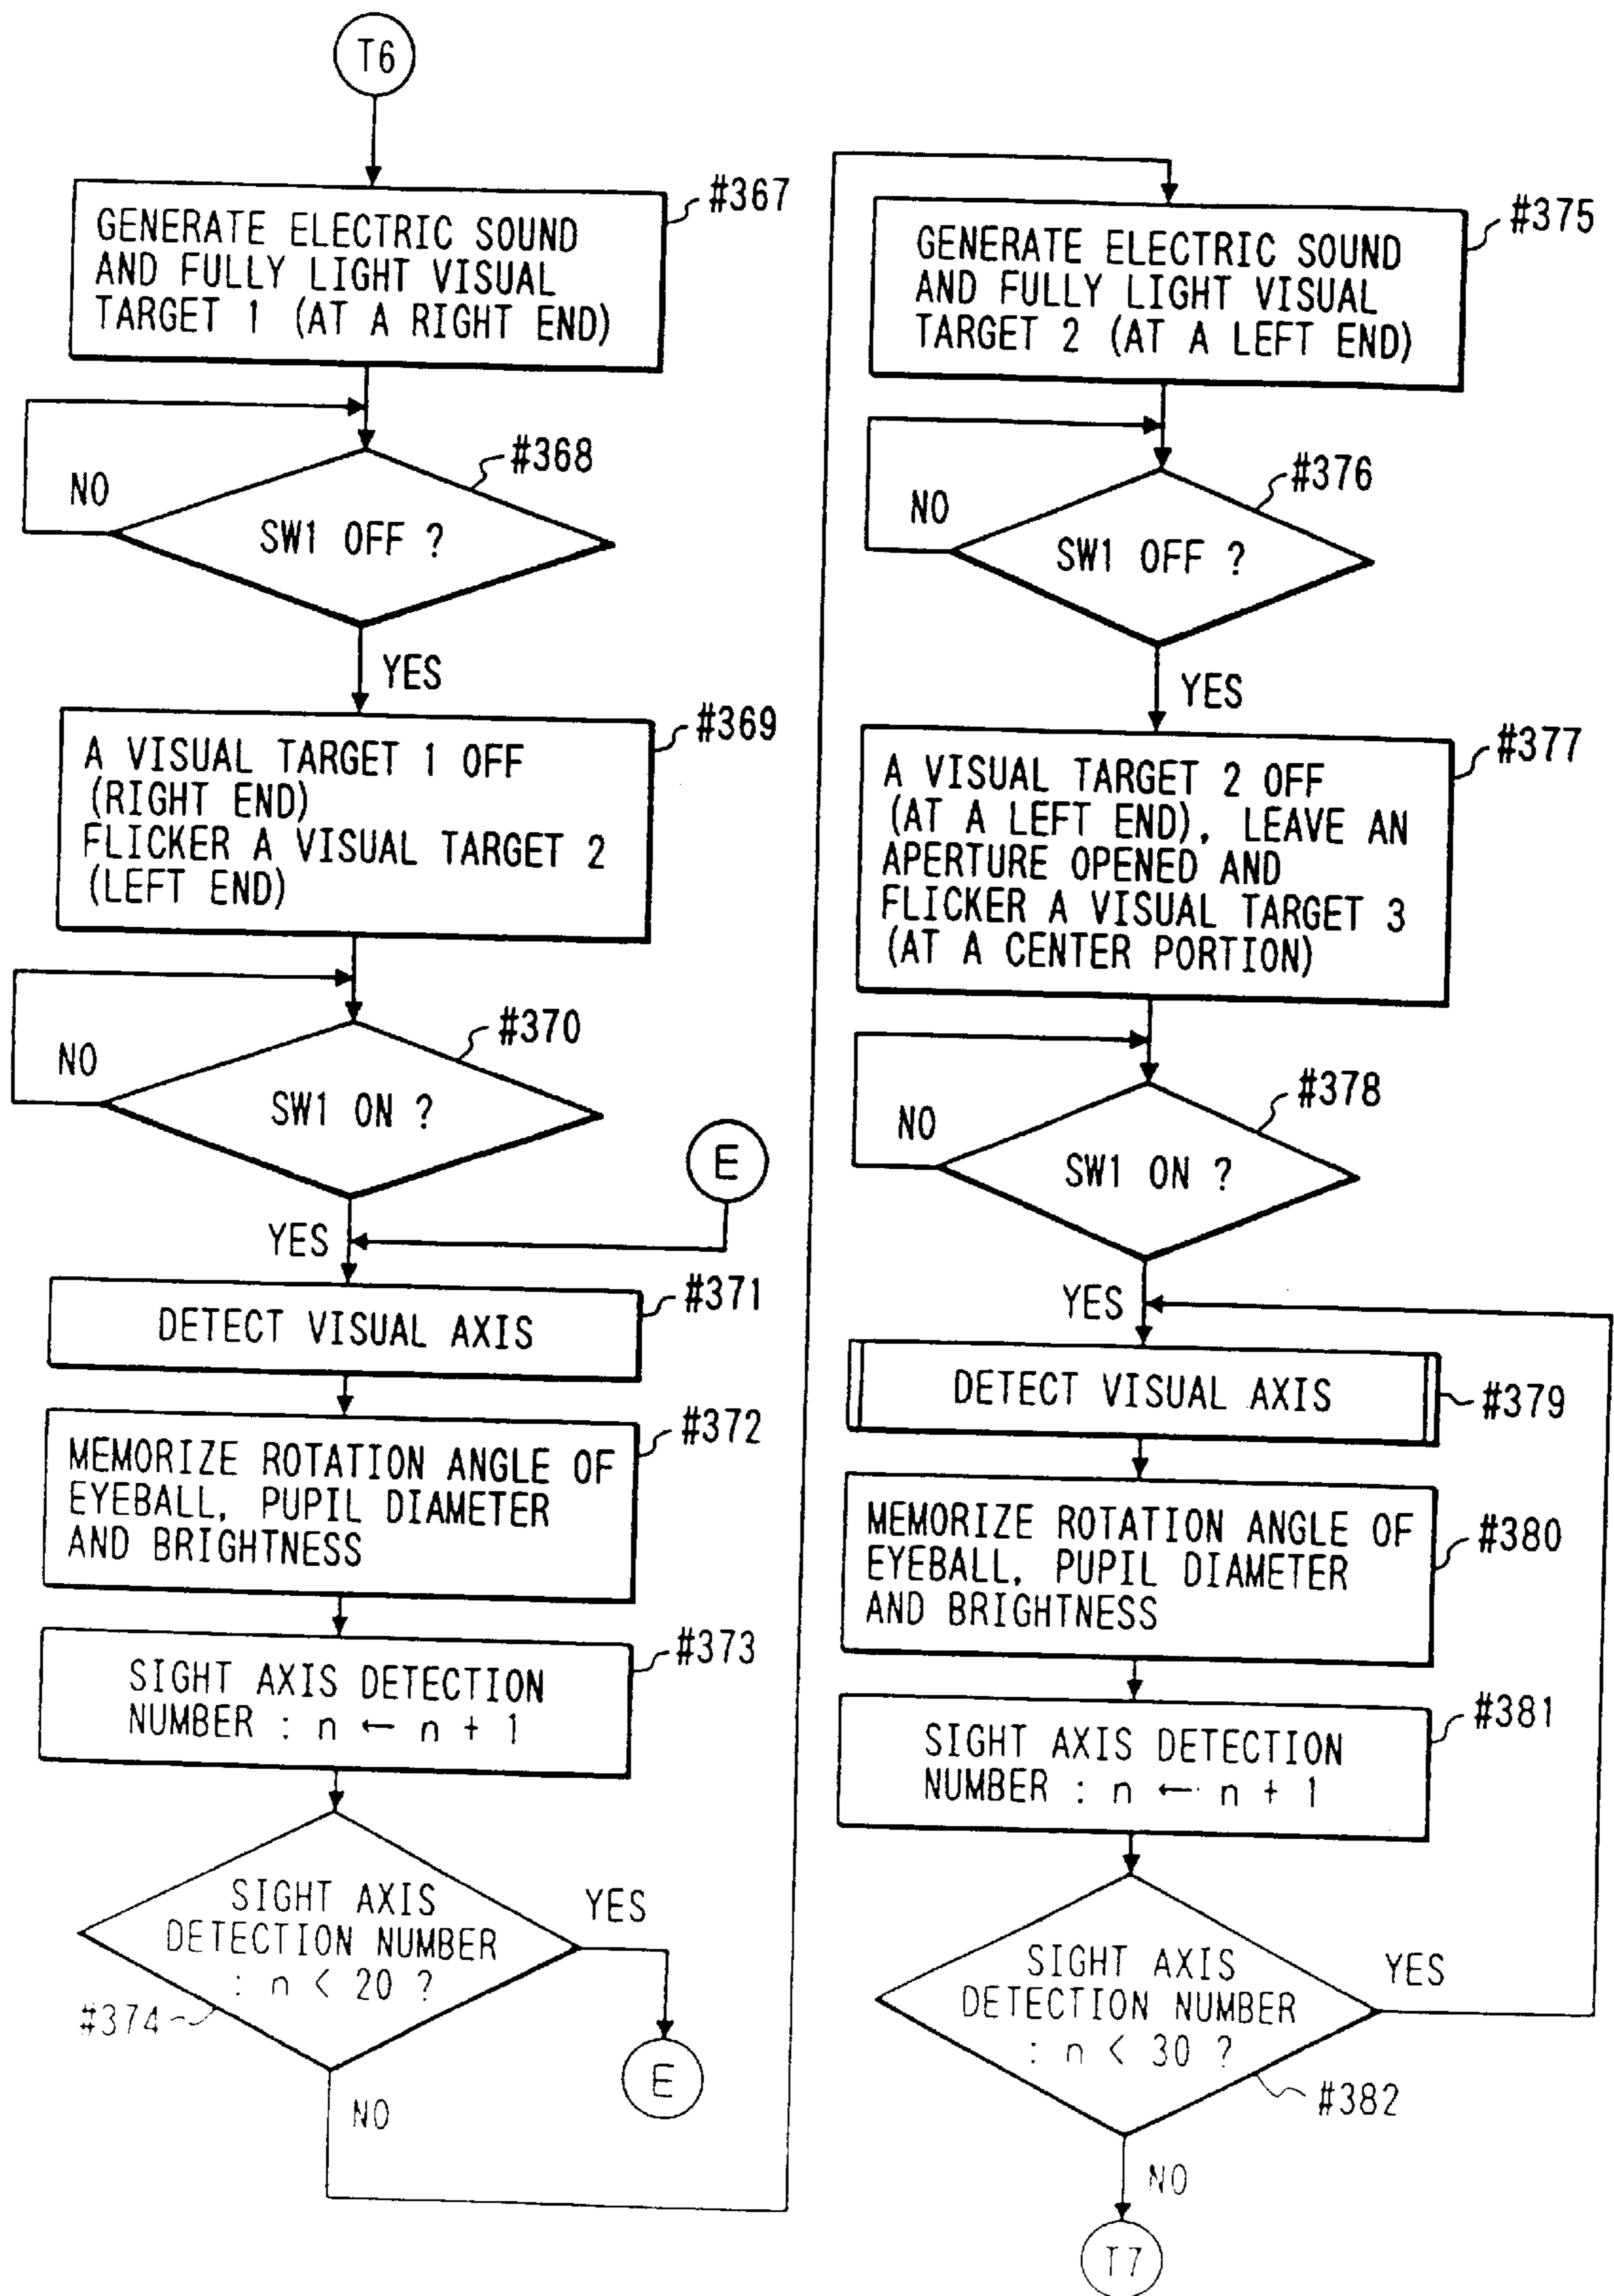 T6
#367
GENERATE ELECTRIC SOUND
AND FULLY LIGHT VISUAL
TARGET 1 (AT A RIGHT END)
#368
NO
SW1 OFF ?
YES
#369
A VISUAL TARGET 1 OFF
(RIGHT END)
FLICKER A VISUAL TARGET 2
(LEFT END)
#370
NO
SW1 ON ?
E
YES
#371
DETECT VISUAL AXIS
#372
MEMORIZE ROTATION ANGLE OF
EYEBALL, PUPIL DIAMETER
AND BRIGHTNESS
#373
SIGHT AXIS DETECTION
NUMBER : n ← n + 1
SIGHT AXIS
DETECTION NUMBER
: n < 20 ?
YES
#374
E
NO
#375
GENERATE ELECTRIC SOUND
AND FULLY LIGHT VISUAL
TARGET 2 (AT A LEFT END)
#376
NO
SW1 OFF ?
YES
#377
A VISUAL TARGET 2 OFF
(AT A LEFT END), LEAVE AN
APERTURE OPENED AND
FLICKER A VISUAL TARGET 3
(AT A CENTER PORTION)
#378
NO
SW1 ON ?
YES
DETECT VISUAL AXIS
#379
MEMORIZE ROTATION ANGLE OF
EYEBALL, PUPIL DIAMETER
AND BRIGHTNESS
#380
#381
SIGHT AXIS DETECTION
NUMBER : n ← n + 1
SIGHT AXIS
DETECTION NUMBER
: n < 30 ?
YES
#382
NO
T7